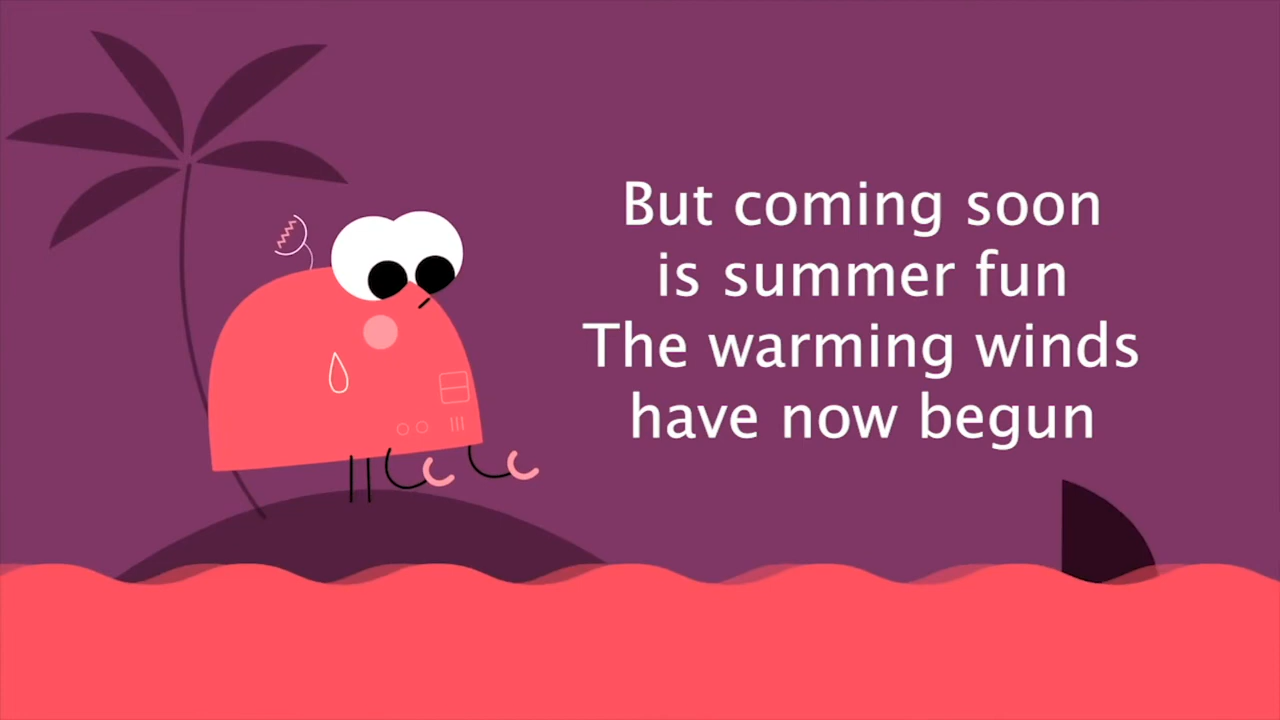 But coming soon
is summer fun
The warming winds
have now begun